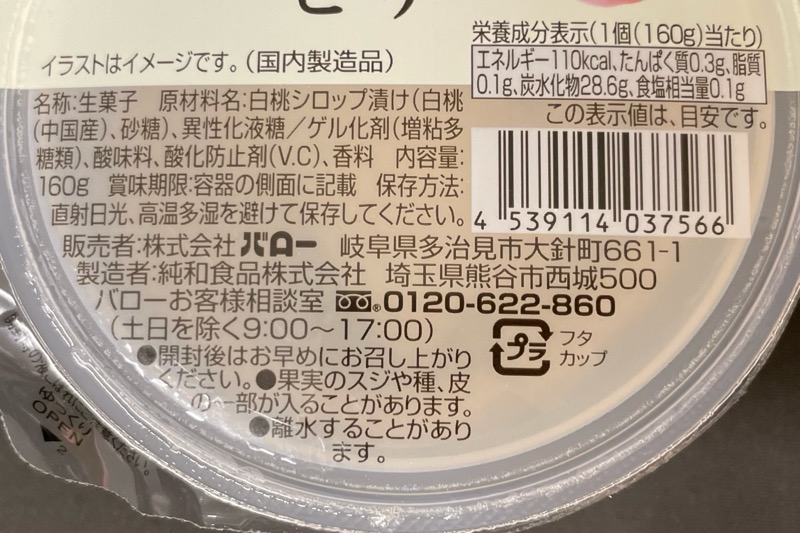 栄養成分表示(1個(160g)当たり)
エネルギー110kcal、たんぱく質0.3g、脂質
0.1g、炭水化物28.6g、食塩相当量0.1g
この表示値は、目安です。
イラストはイメージです。(国内製造品)
名称:生菓子 原材料名:白桃シロップ漬け(白桃
(中国産)、砂糖)、異性化液糖/ゲル化剤(増粘多
糖類)、酸味料、酸化防止剤(V.C)、香料 内容量:
160g 賞味期限:容器の側面に記載 保存方法:
直射日光、高温多湿を避けて保存してください。
4 539114 037566
販売者:株式会社バロー 岐阜県多治見市大針町661-1
製造者:純和食品株式会社 埼玉県熊谷市西城500
バローお客様相談室 0120-622-860
(土日を除く9:00〜17:00)
プラ
フタ
カップ
●開封後はお早めにお召し上がり
ください。●果実のスジや種、皮
の一部が入ることがあります。
●離水することがあり
ます。
ゆっくり
OPEN
2